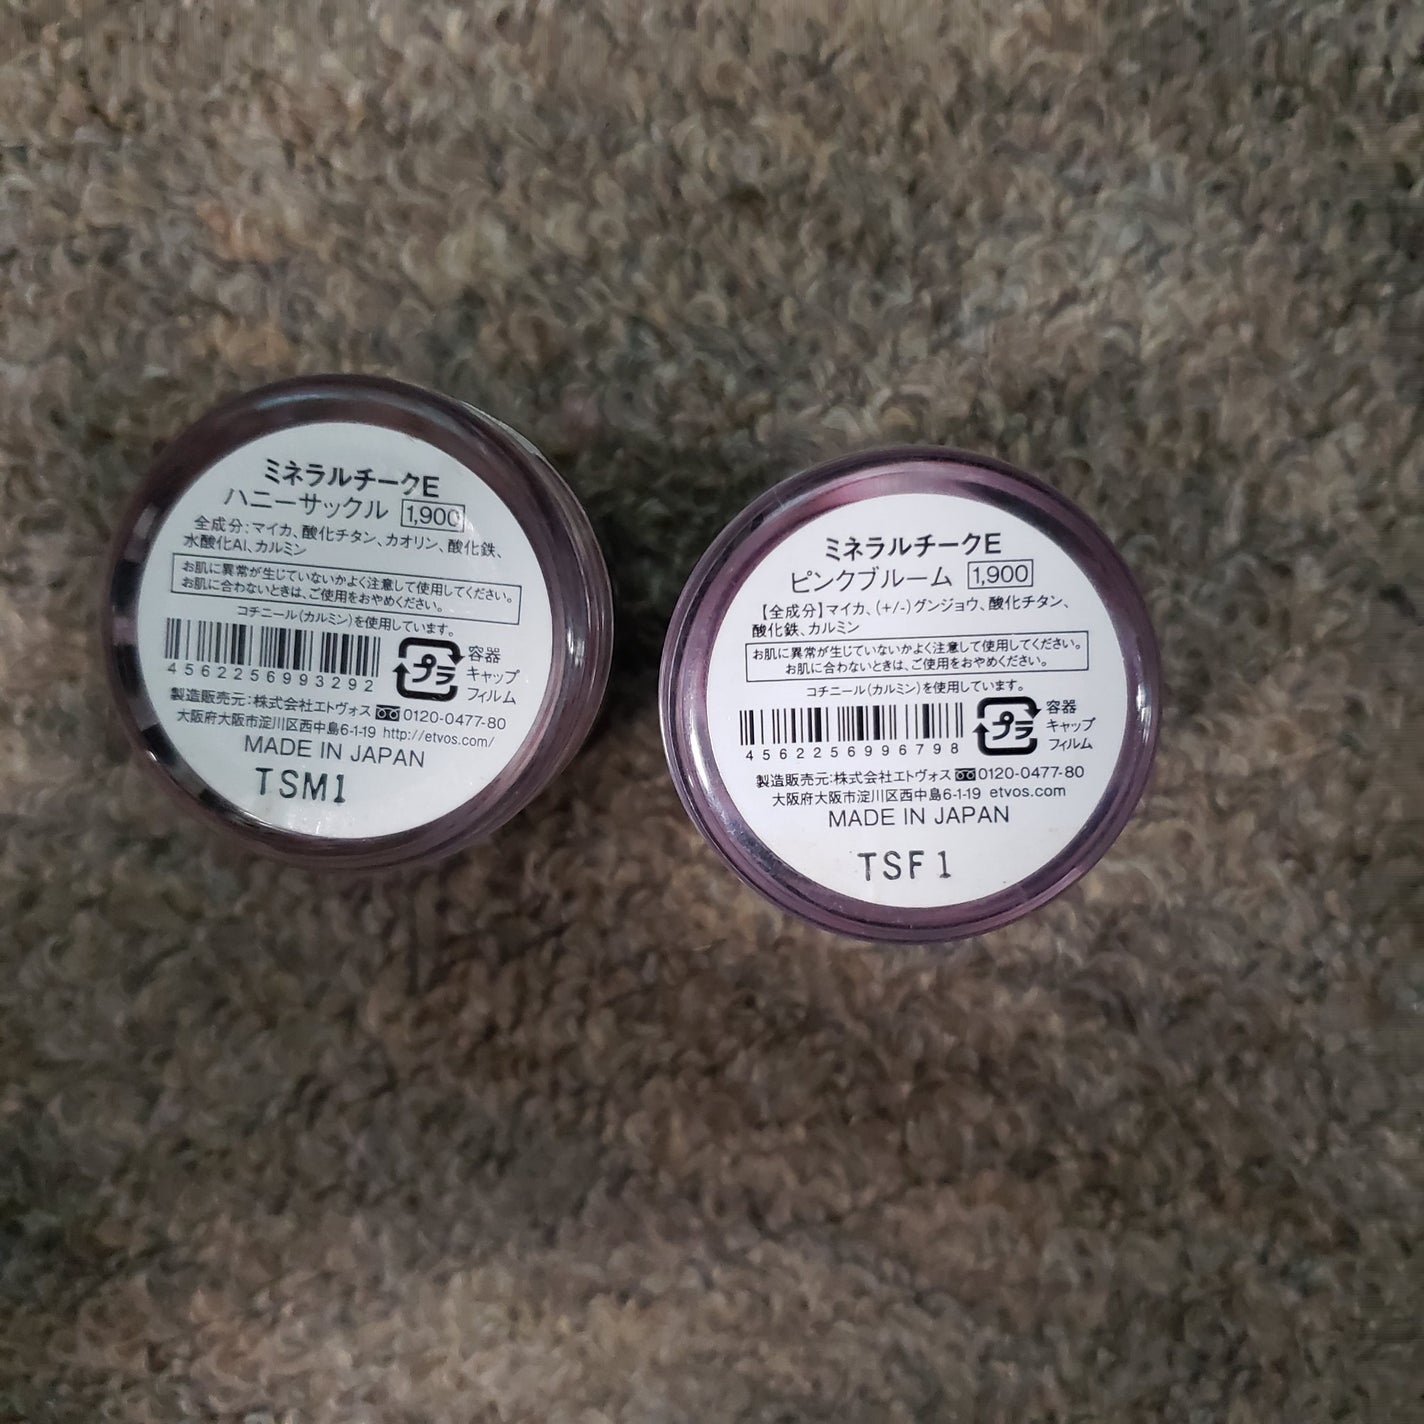 ミネラルチークE
ハニーサックル 1,900
全成分:マイカ、酸化チタン、カオリン、酸化鉄、
水酸化Al、カルミン
お肌に異常が生じていないかよく注意して使用してください。
お肌に合わないときは、ご使用をおやめください。
コチニール(カルミン)を使用しています。
4562256993292
プラ
容器
キャップ
フィルム
製造販売元:株式会社エトヴォス 0120-0477-80
大阪府大阪市淀川区西中島6-1-19 http://etvos.com/
MADE IN JAPAN
TSM1
ミネラルチークE
ピンクブルーム 1,900
【全成分】マイカ、(+/-)グンジョウ、酸化チタン、
酸化鉄、カルミン
お肌に異常が生じていないかよく注意して使用してください。
お肌に合わないときは、ご使用をおやめください。
コチニール(カルミン)を使用しています。
4562256996798
プラ
容器
キャップ
フィルム
製造販売元:株式会社エトヴォス 0120-0477-80
大阪府大阪市淀川区西中島6-1-19 etvos.com
MADE IN JAPAN
TSF1